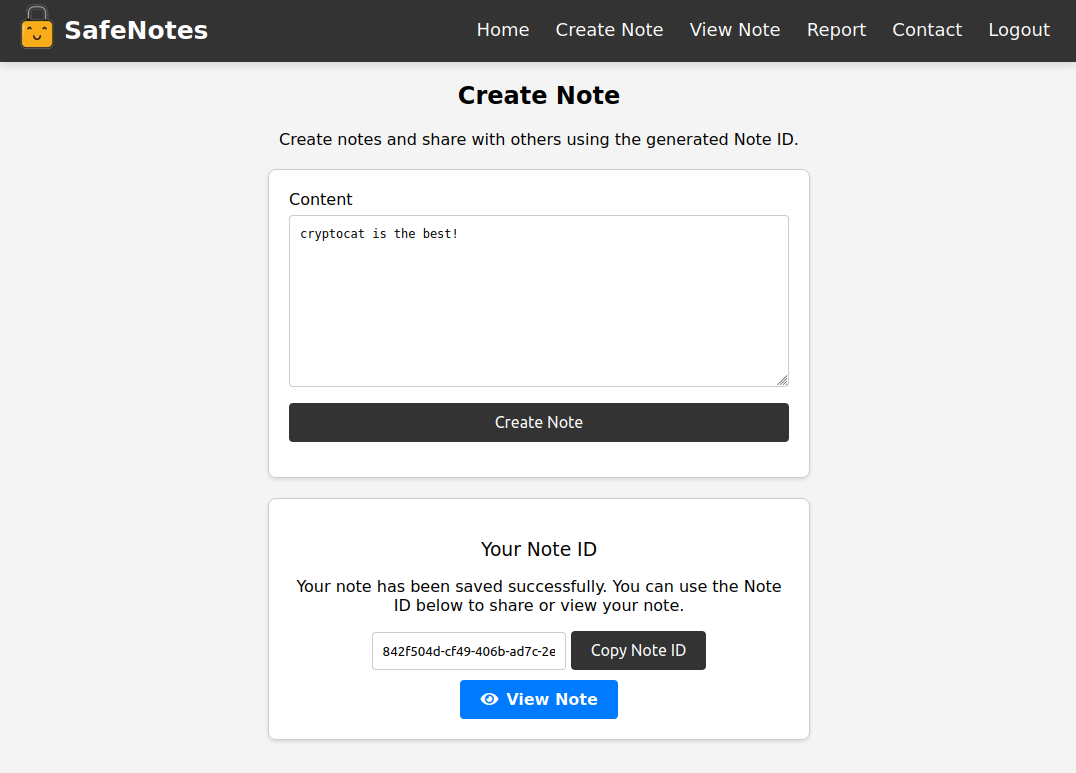 SafeNotes
Home Create Note View Note Report Contact Logout
Create Note
Create notes and share with others using the generated Note ID.
Content
cryptocat is the best!
Create Note
Your Note ID
Your note has been saved successfully. You can use the Note
ID below to share or view your note.
842f504d-cf49-406b-ad7c-2e
Copy Note ID
View Note